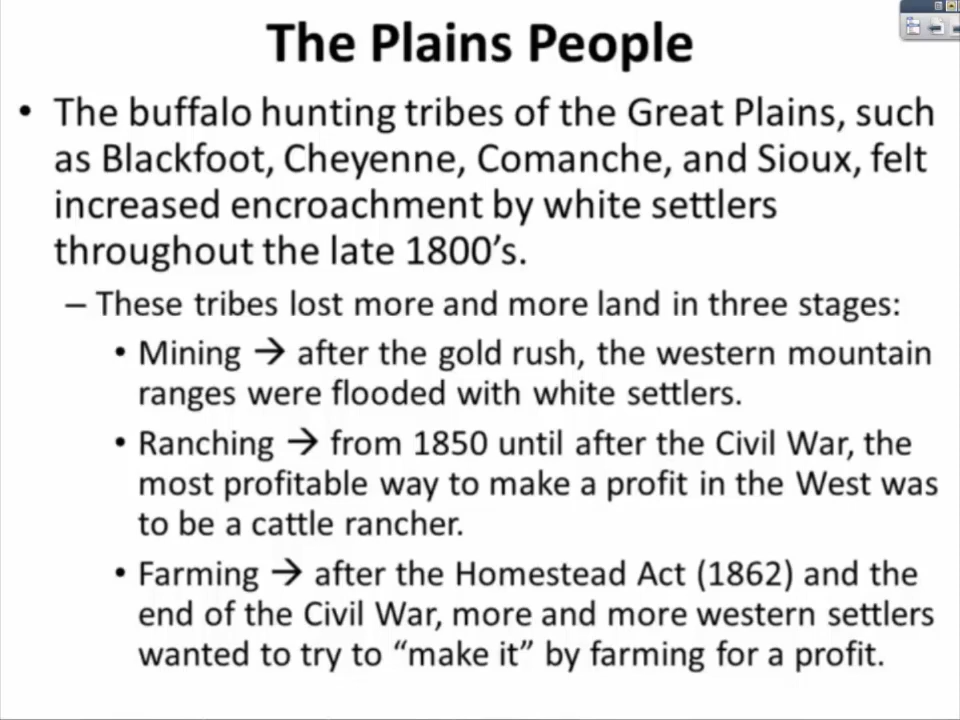 The Plains People
• The buffalo hunting tribes of the Great Plains, such
as Blackfoot, Cheyenne, Comanche, and Sioux, felt
increased encroachment by white settlers
throughout the late 1800’s.
– These tribes lost more and more land in three stages:
• Mining → after the gold rush, the western mountain
ranges were flooded with white settlers.
• Ranching → from 1850 until after the Civil War, the
most profitable way to make a profit in the West was
to be a cattle rancher.
• Farming → after the Homestead Act (1862) and the
end of the Civil War, more and more western settlers
wanted to try to “make it” by farming for a profit.